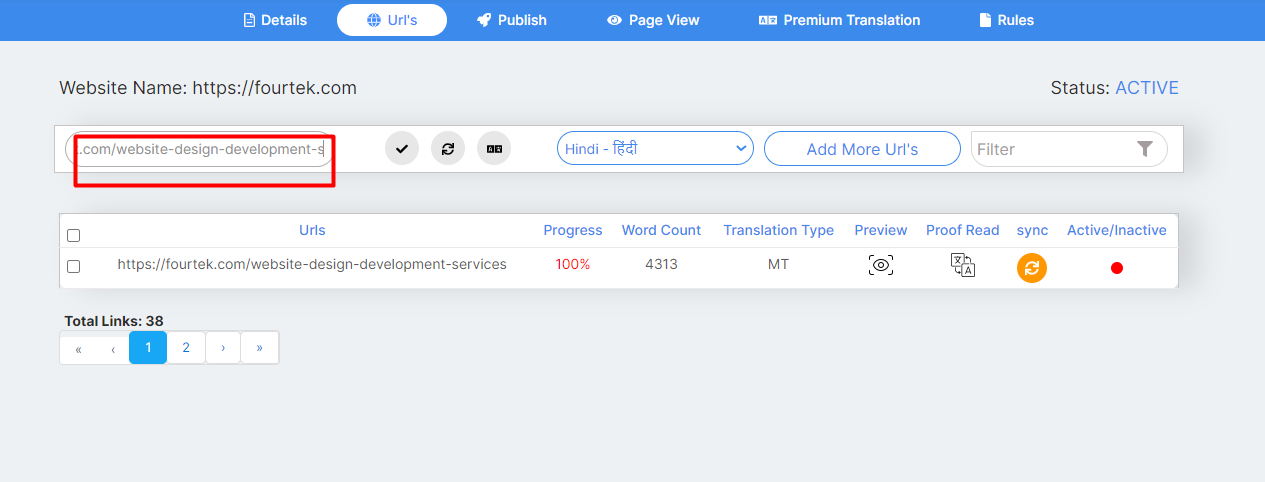 Details Url's Publish Page View Premium Translation Rules
Website Name: https://fourtek.com Status: ACTIVE
.com/website-design-development-s Hindi - हिंदी Add More Url's Filter
Urls Progress Word Count Translation Type Preview Proof Read sync Active/Inactive
https://fourtek.com/website-design-development-services 100% 4313 MT
Total Links: 38
« ‹ 1 2 › »